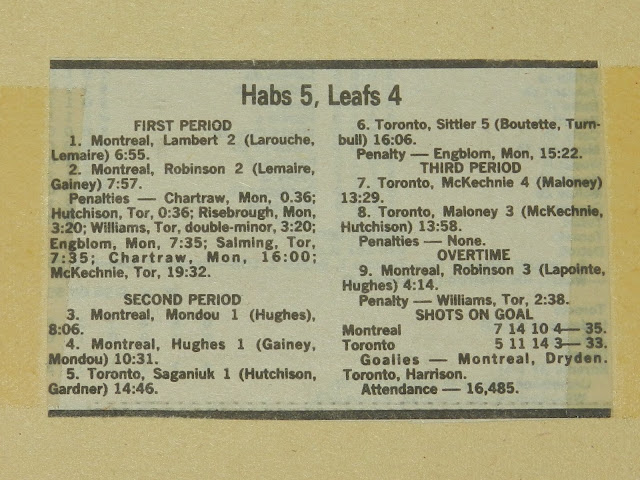 Habs 5, Leafs 4
FIRST PERIOD
1. Montreal, Lambert 2 (Larouche,
Lemaire) 6:55.
2. Montreal, Robinson 2 (Lemaire,
Gainey) 7:57.
Penalties — Chartraw, Mon, 0.36;
Hutchison, Tor, 0:36; Risebrough, Mon,
3:20; Williams, Tor, double-minor, 3:20;
Engblom, Mon, 7:35; Salming, Tor,
7:35; Chartraw, Mon, 16:00;
McKechnie, Tor, 19:32.
SECOND PERIOD
3. Montreal, Mondou 1 (Hughes),
8:06.
4. Montreal, Hughes 1 (Gainey,
Mondou) 10:31.
5. Toronto, Saganiuk 1 (Hutchison,
Gardner) 14:46.
6. Toronto, Sittler 5 (Boutette, Turn-
bull) 16:06.
Penalty — Engblom, Mon, 15:22.
THIRD PERIOD
7. Toronto, McKechnie 4 (Maloney)
13:29.
8. Toronto, Maloney 3 (McKechnie,
Hutchison) 13:58.
Penalties — None.
OVERTIME
9. Montreal, Robinson 3 (Lapointe,
Hughes) 4:14.
Penalty — Williams, Tor, 2:38.
SHOTS ON GOAL
Montreal 7 14 10 4— 35.
Toronto 5 11 14 3— 33.
Goalies — Montreal, Dryden.
Toronto, Harrison.
Attendance — 16,485.